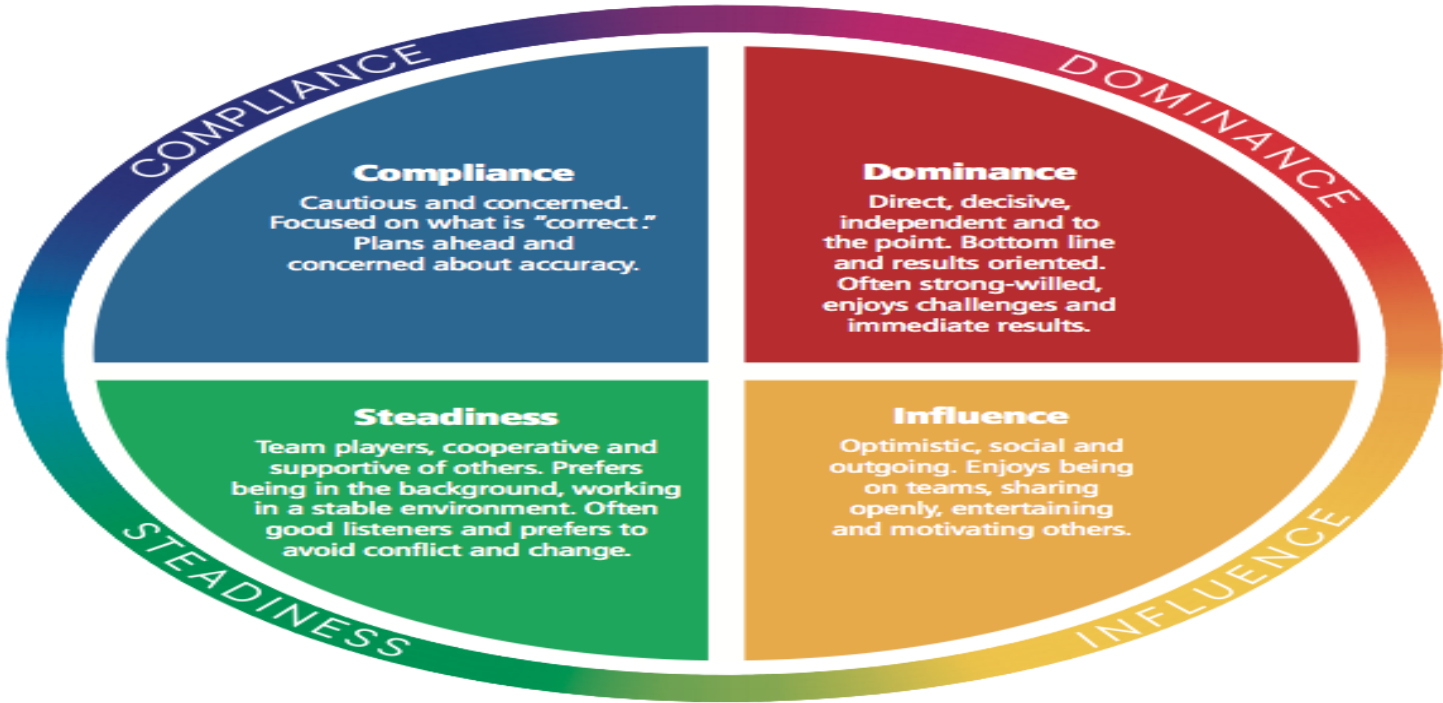 COMPLIANCE
DOMINANCE
Compliance
Cautious and concerned.
Focused on what is “correct.”
Plans ahead and
concerned about accuracy.
Dominance
Direct, decisive,
independent and to
the point. Bottom line
and results oriented.
Often strong-willed,
enjoys challenges and
immediate results.
Steadiness
Team players, cooperative and
supportive of others. Prefers
being in the background, working
in a stable environment. Often
good listeners and prefers to
avoid conflict and change.
Influence
Optimistic, social and
outgoing. Enjoys being
on teams, sharing
openly, entertaining
and motivating others.
STEADINESS
INFLUENCE